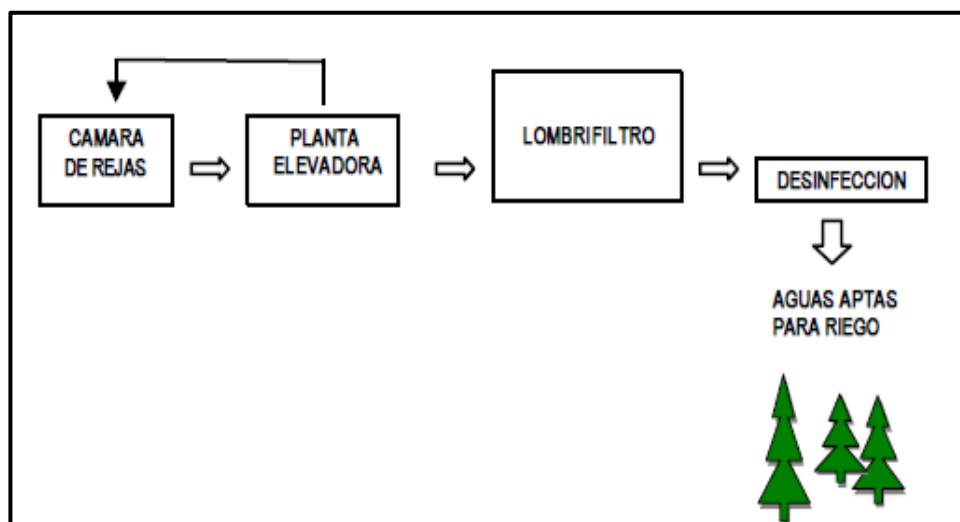 CAMARA
DE REJAS
PLANTA
ELEVADORA
LOMBRIFILTRO
DESINFECCION
AGUAS APTAS
PARA RIEGO